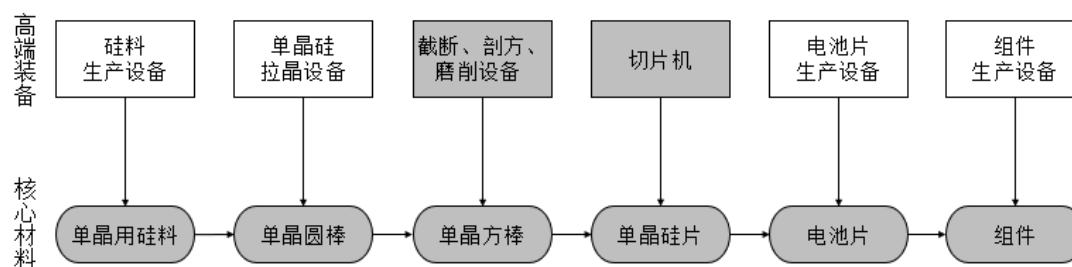 高端装备
硅料
生产设备
单晶硅
拉晶设备
截断、剖方、
磨削设备
切片机
电池片
生产设备
组件
生产设备
核心材料
单晶用硅料
单晶圆棒
单晶方棒
单晶硅片
电池片
组件